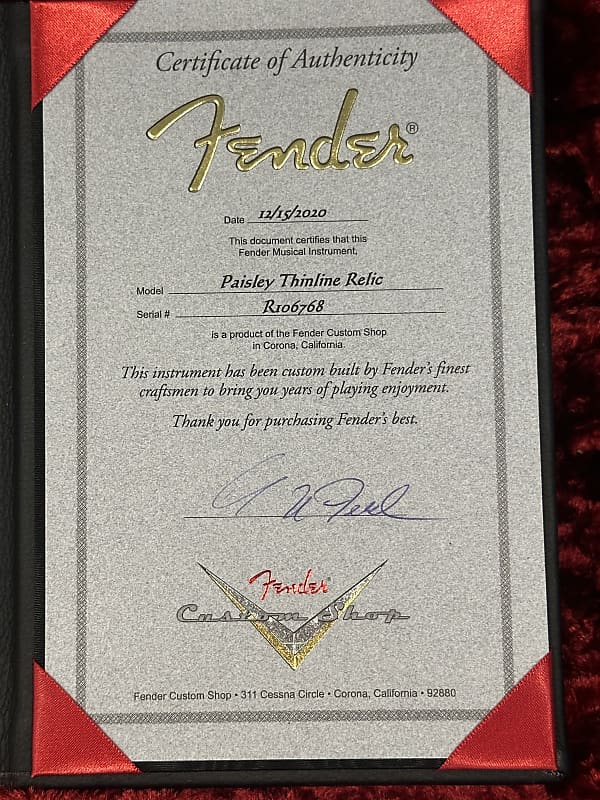 Certificate of Authenticity
Fender®
Date 12/15/2020
This document certifies that this
Fender Musical Instrument,
Model Paisley Thinline Relic
Serial # R106768
is a product of the Fender Custom Shop
in Corona, California.
This instrument has been custom built by Fender's finest
craftsmen to bring you years of playing enjoyment.
Thank you for purchasing Fender's best.
Fender
Custom Shop
Fender Custom Shop • 311 Cessna Circle • Corona, California • 92880